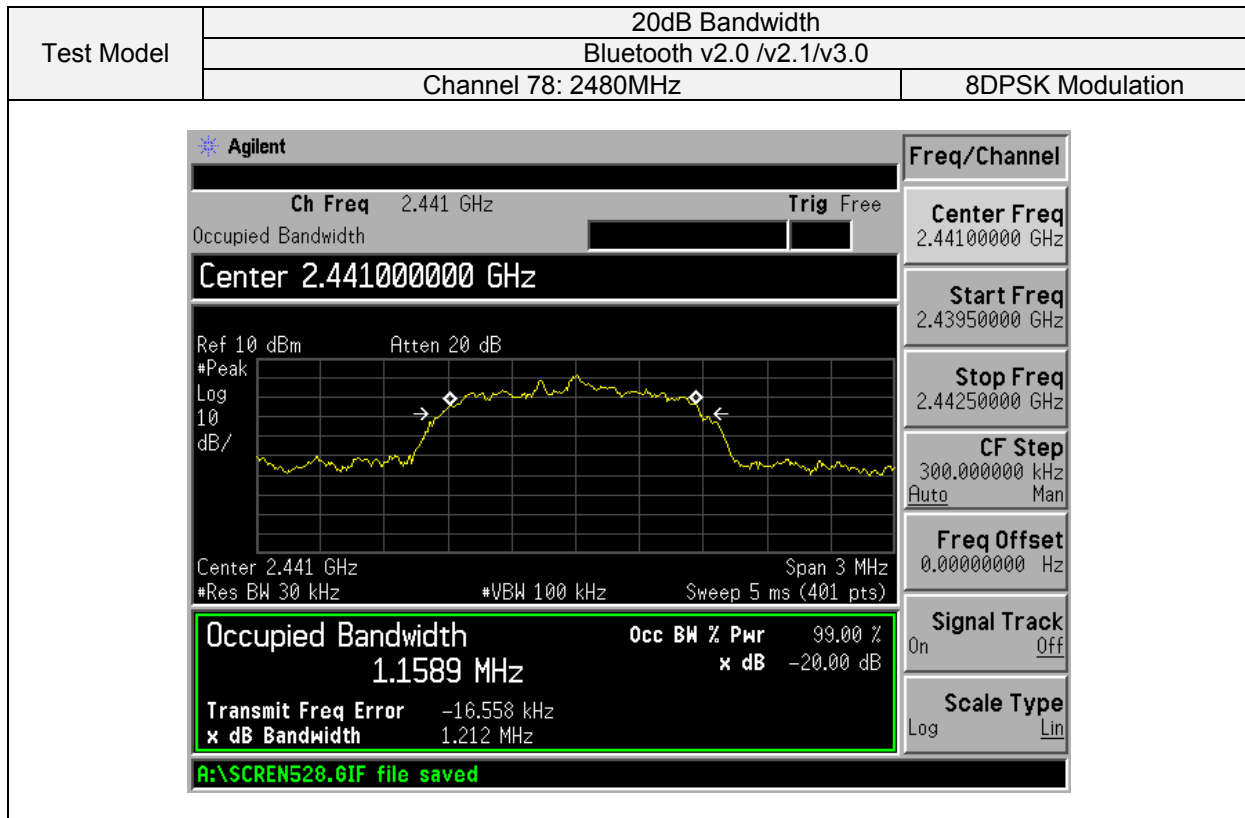 Test Model
20dB Bandwidth
Bluetooth v2.0 /v2.1/v3.0
Channel 78: 2480MHz 8DPSK Modulation
Agilent
Freq/Channel
Ch Freq 2.441 GHz Trig Free
Occupied Bandwidth
Center 2.441000000 GHz
Ref 10 dBm Atten 20 dB
#Peak
Log
10
dB/
Center 2.441 GHz Span 3 MHz
#Res BW 30 kHz #VBW 100 kHz Sweep 5 ms (401 pts)
Occupied Bandwidth Occ BW % Pwr 99.00 %
1.1589 MHz x dB -20.00 dB
Transmit Freq Error -16.558 kHz
x dB Bandwidth 1.212 MHz
A:\SCREN528.GIF file saved
Center Freq
2.44100000 GHz
Start Freq
2.43950000 GHz
Stop Freq
2.44250000 GHz
CF Step
300.000000 kHz
Auto Man
Freq Offset
0.00000000 Hz
Signal Track
On Off
Scale Type
Log Lin